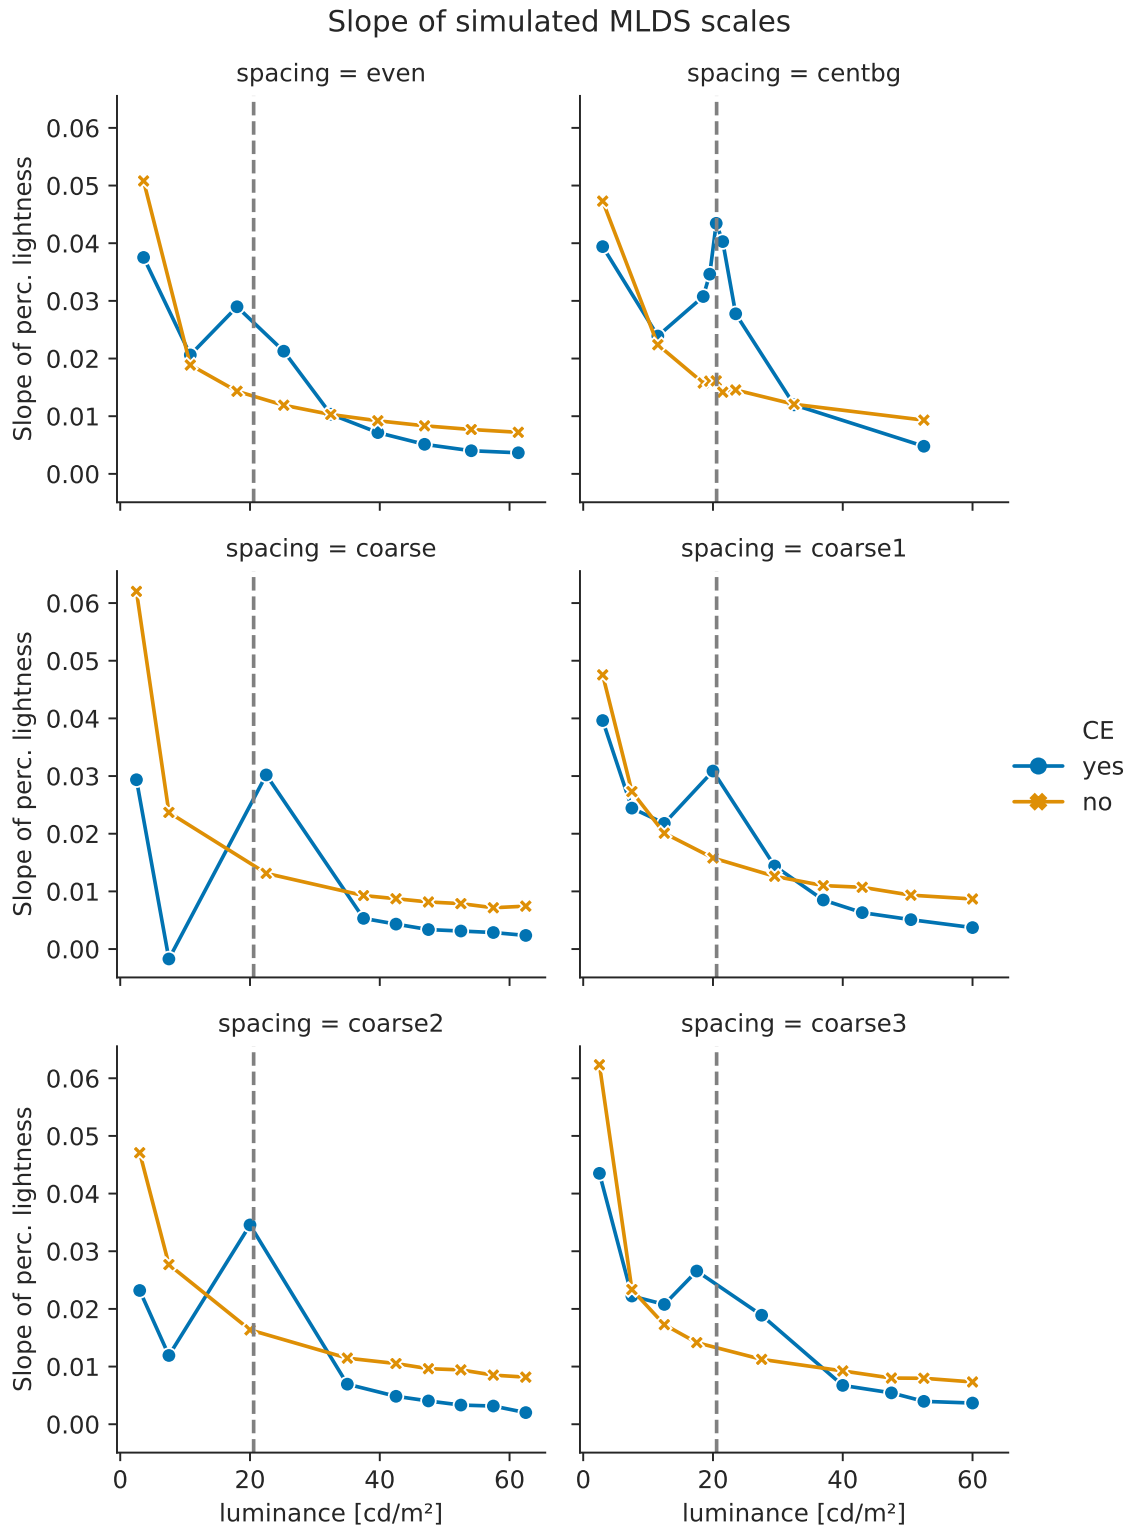 Slope of simulated MLDS scales
spacing = even
spacing = centbg
0.06
0.05
0.04
0.03
0.02
0.01
0.00
Slope of perc. lightness
spacing = coarse
spacing = coarse1
0.06
0.05
0.04
0.03
0.02
0.01
0.00
Slope of perc. lightness
CE
yes
no
spacing = coarse2
spacing = coarse3
0.06
0.05
0.04
0.03
0.02
0.01
0.00
Slope of perc. lightness
0 20 40 60
0 20 40 60
luminance [cd/m²]
luminance [cd/m²]